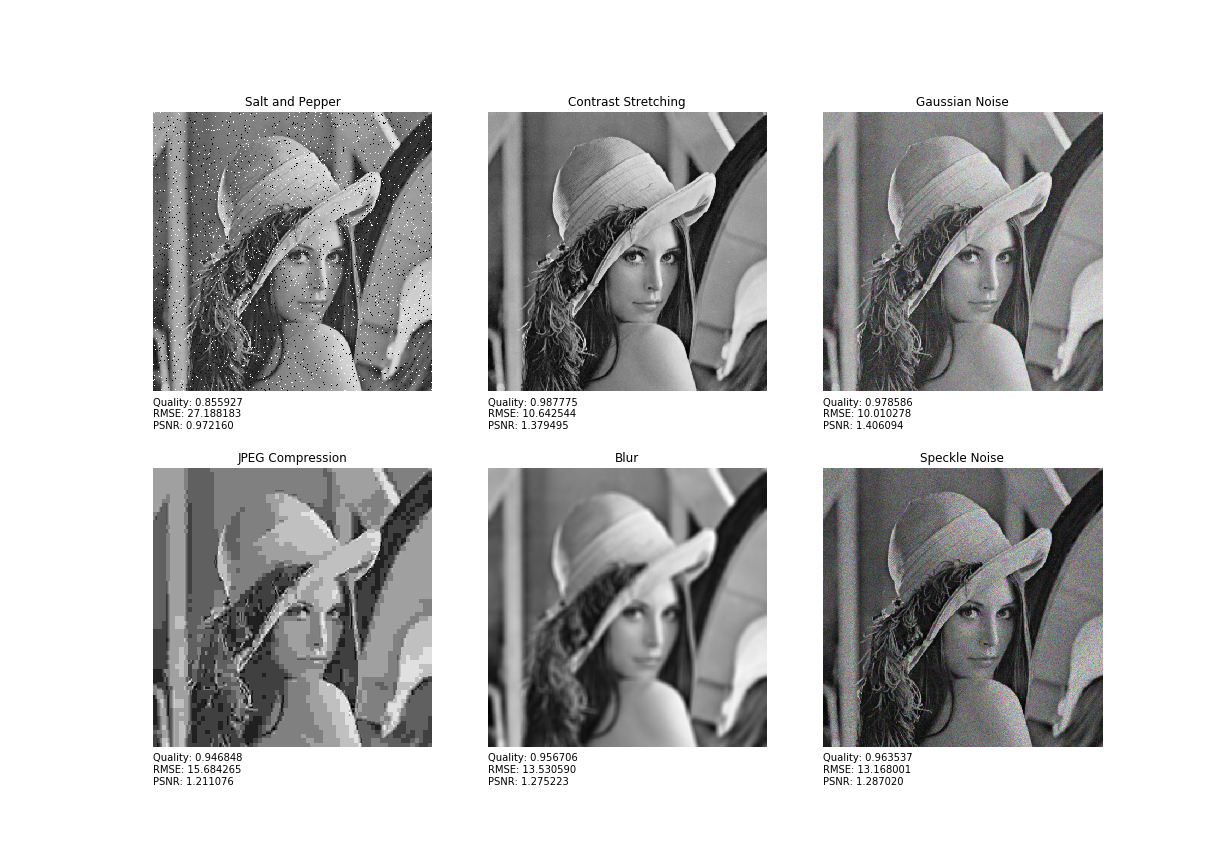 Salt and Pepper
Contrast Stretching
Gaussian Noise
Quality: 0.855927
RMSE: 27.188183
PSNR: 0.972160
Quality: 0.987775
RMSE: 10.642544
PSNR: 1.379495
Quality: 0.978586
RMSE: 10.010278
PSNR: 1.406094
JPEG Compression
Blur
Speckle Noise
Quality: 0.946848
RMSE: 15.684265
PSNR: 1.211076
Quality: 0.956706
RMSE: 13.530590
PSNR: 1.275223
Quality: 0.963537
RMSE: 13.168001
PSNR: 1.287020